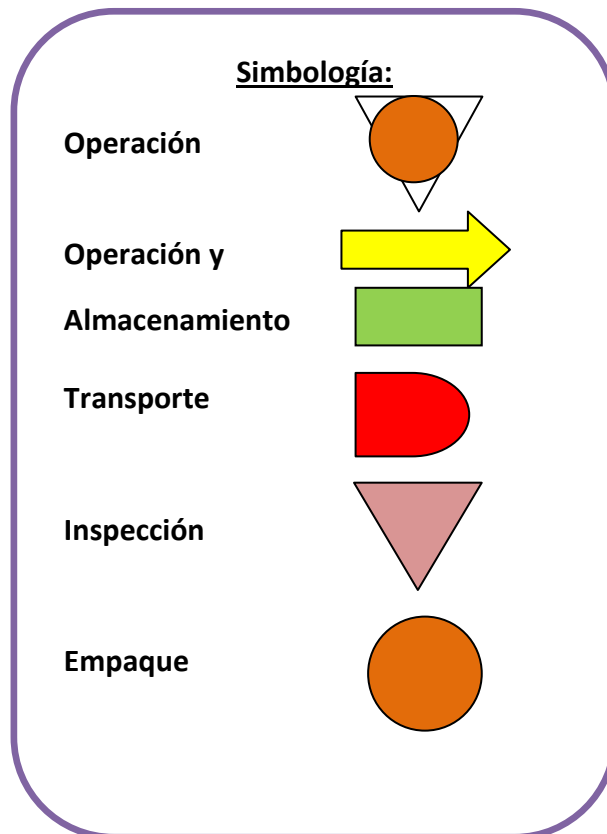 Simbología:
Operación
Operación y
Almacenamiento
Transporte
Inspección
Empaque